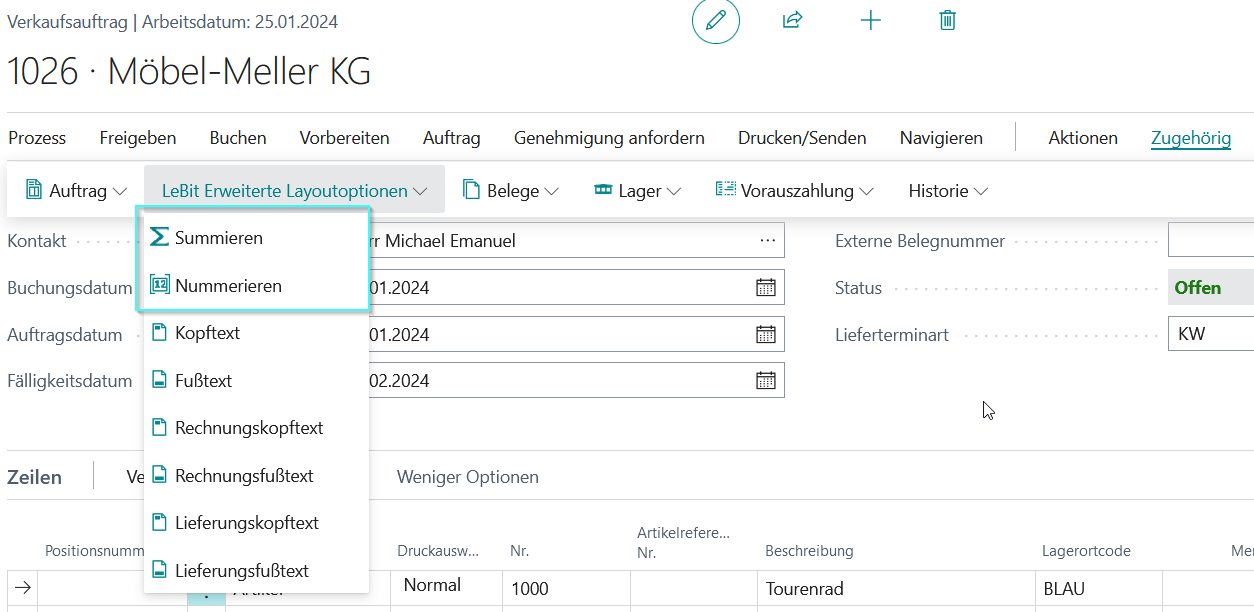 Verkaufsauftrag | Arbeitsdatum: 25.01.2024
1026 · Möbel-Meller KG
Prozess Freigeben Buchen Vorbereiten Auftrag Genehmigung anfordern Drucken/Senden Navigieren Aktionen Zugehörig
Auftrag LeBit Erweiterte Layoutoptionen Belege Lager Vorauszahlung Historie
Summieren
Nummerieren
Kopftext
Fußtext
Rechnungskopftext
Rechnungsfußtext
Lieferungskopftext
Lieferungsfußtext
Kontakt rr Michael Emanuel Externe Belegnummer
Buchungsdatum 01.2024 Status Offen
Auftragsdatum 01.2024 Lieferterminart KW
Fälligkeitsdatum 02.2024
Zeilen Ve Weniger Optionen
Positionsnumm Druckausw... Nr. Artikelrefere... Nr. Beschreibung Lagerortcode Me
Normal 1000 Tourenrad BLAU